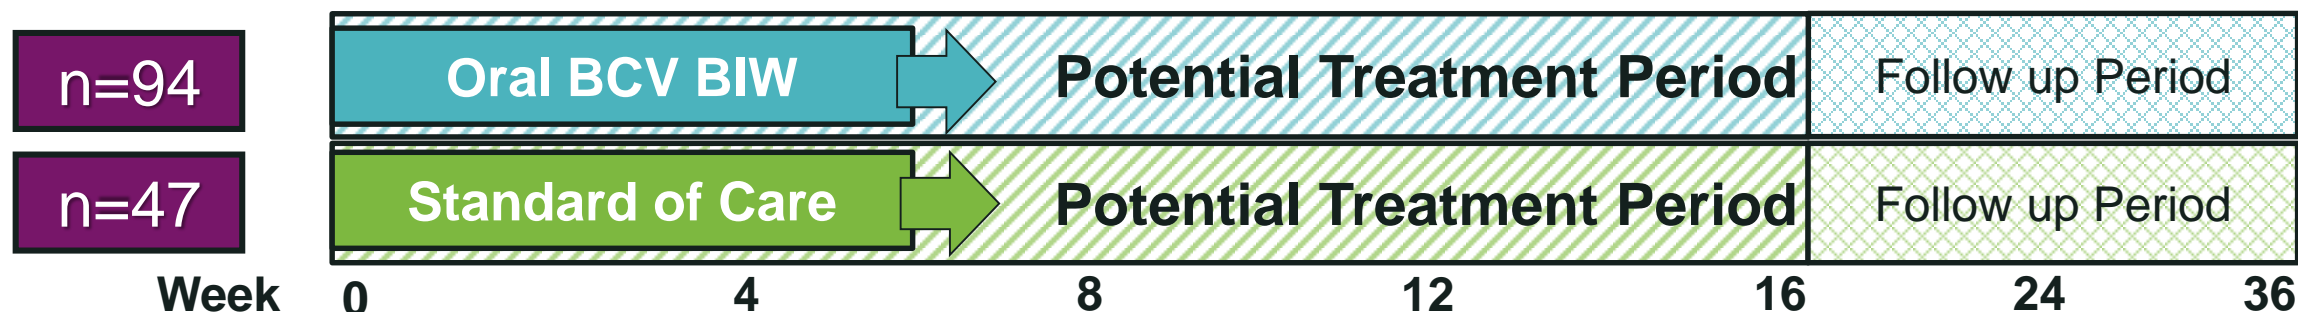 n=94 Oral BCV BIW Potential Treatment Period Follow up Period
n=47 Standard of Care Potential Treatment Period Follow up Period
Week 0 4 8 12 16 24 36